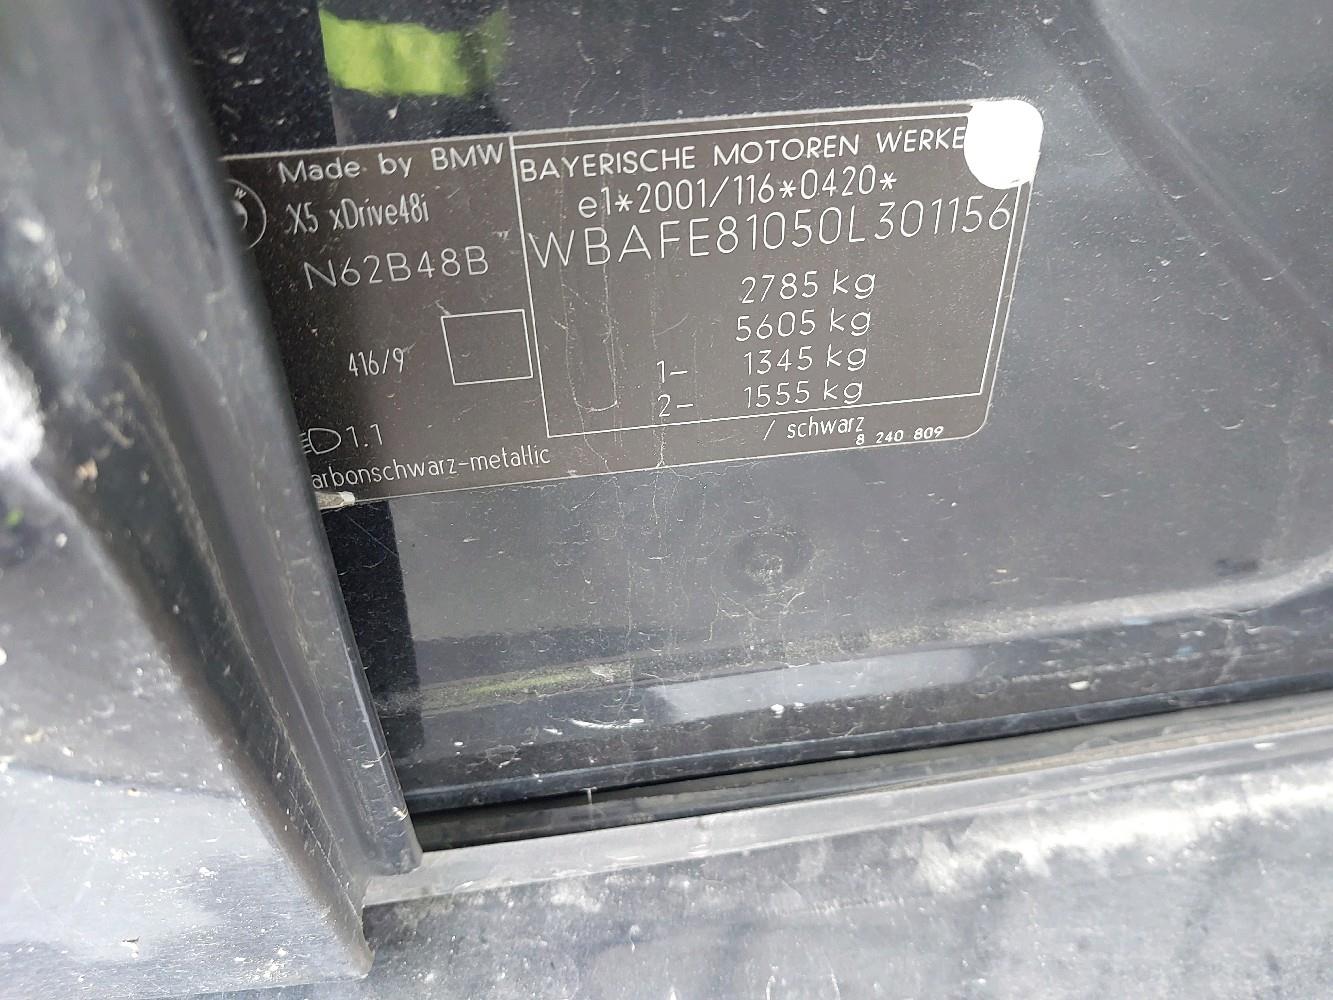 Made by BMW
X5 xDrive48i
N62B48B
416/9
1.1
arbonschwarz-metallic
BAYERISCHE MOTOREN WERKE
e1*2001/116*0420*
WBAFE81050L301156
2785 kg
5605 kg
1- 1345 kg
2- 1555 kg
/ schwarz
8 240 809